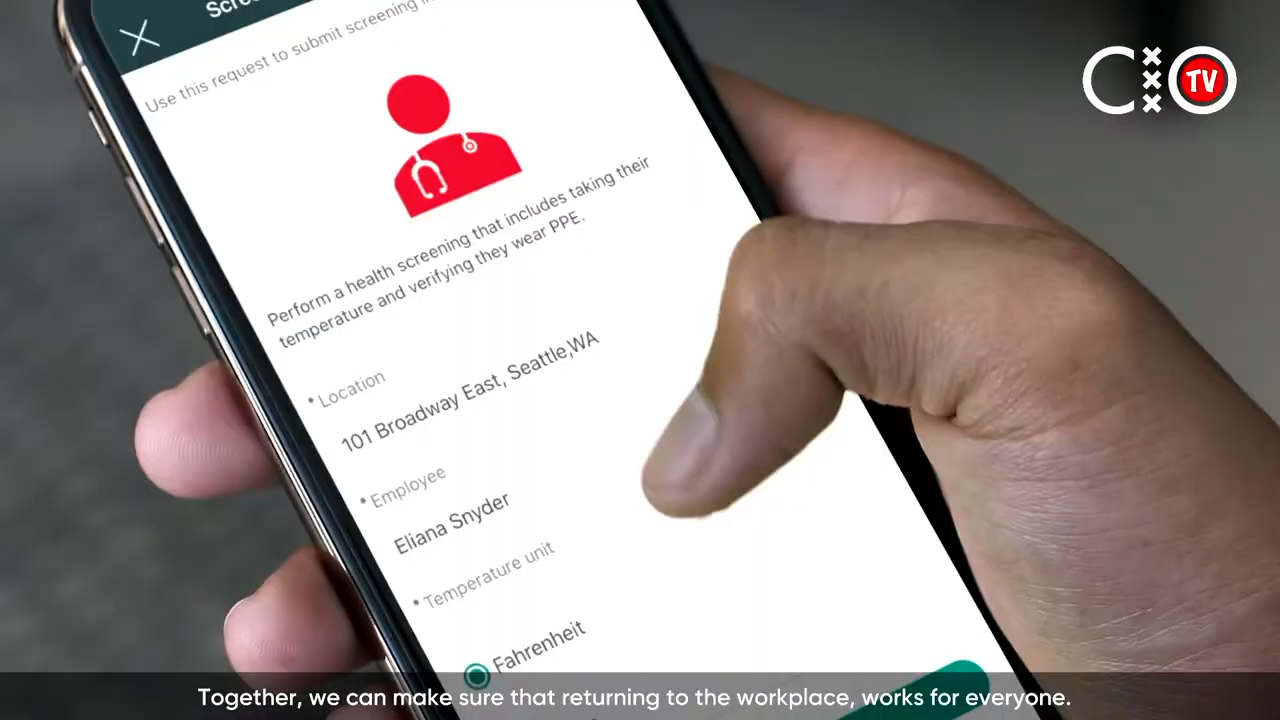 Use this request to submit screening
Perform a health screening that includes taking their
temperature and verifying they wear PPE.
• Location
101 Broadway East, Seattle,WA
• Employee
Eliana Snyder
• Temperature unit
Fahrenheit
CIO TV
Together, we can make sure that returning to the workplace, works for everyone.